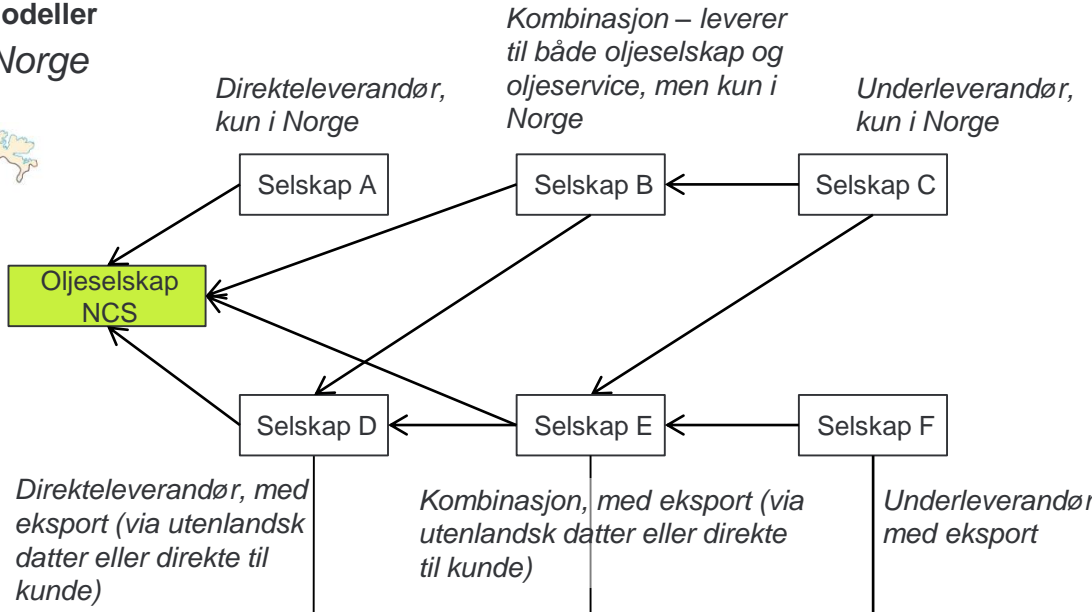 odeller
Norge
Kombinasjon – leverer
til både oljeselskap og
oljeservice, men kun i
Norge
Direkteleverandør,
kun i Norge
Underleverandør,
kun i Norge
Selskap A
Selskap B
Selskap C
Oljeselskap
NCS
Selskap D
Selskap E
Selskap F
Direkteleverandør, med
eksport (via utenlandsk
datter eller direkte til
kunde)
Kombinasjon, med eksport (via
utenlandsk datter eller direkte
til kunde)
Underleverandør
med eksport